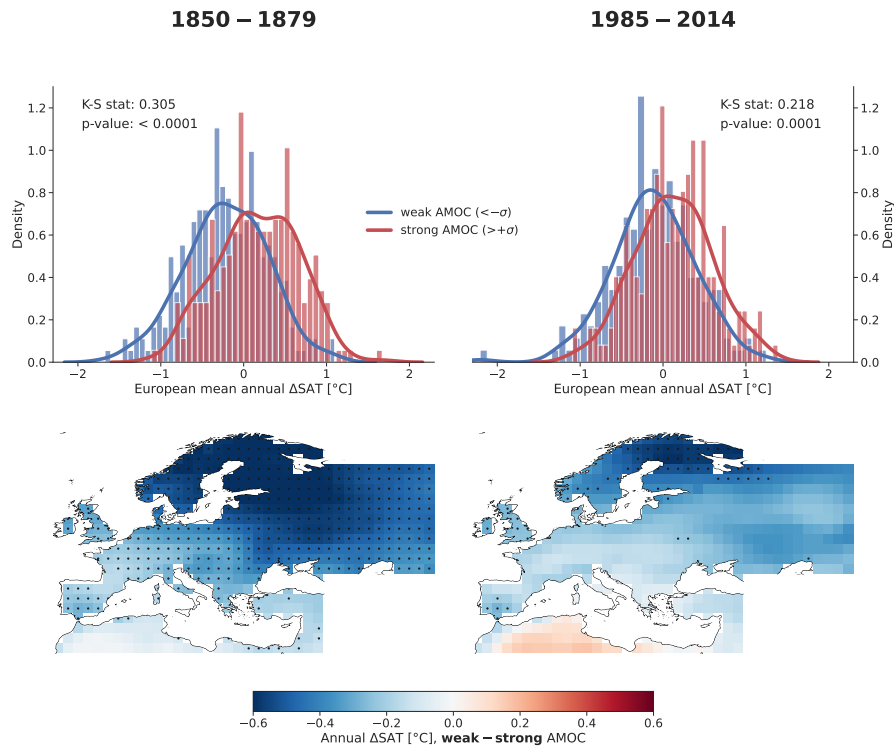 1850 – 1879
1985 – 2014
K-S stat: 0.305
p-value: < 0.0001
K-S stat: 0.218
p-value: 0.0001
1.2
1.0
0.8
0.6
0.4
0.2
0.0
Density
weak AMOC (<−σ)
strong AMOC (>+σ)
1.2
1.0
0.8
0.6
0.4
0.2
0.0
Density
−2 −1 0 1 2
European mean annual ΔSAT [°C]
−2 −1 0 1 2
European mean annual ΔSAT [°C]
−0.6 −0.4 −0.2 0.0 0.2 0.4 0.6
Annual ΔSAT [°C], weak – strong AMOC